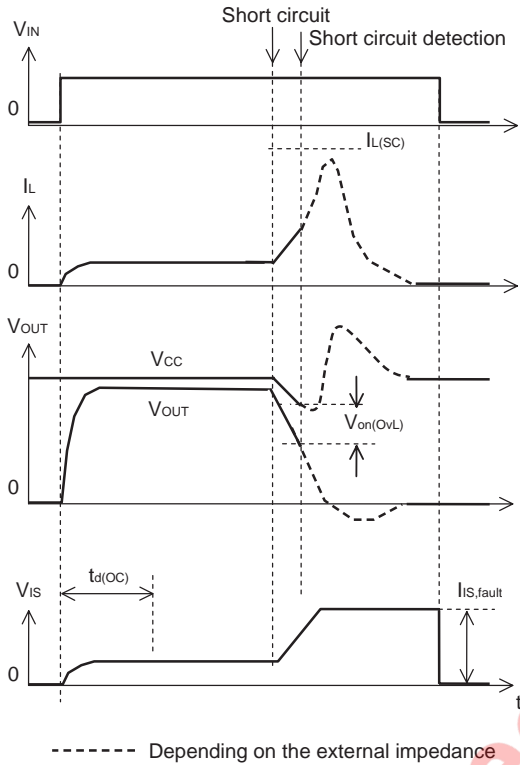 Short circuit
Short circuit detection
VIN
0
IL(SC)
IL
0
VOUT
VCC
VOUT
Von(OvL)
0
td(OC)
VIS
IIS,fault
0
t
Depending on the external impedance